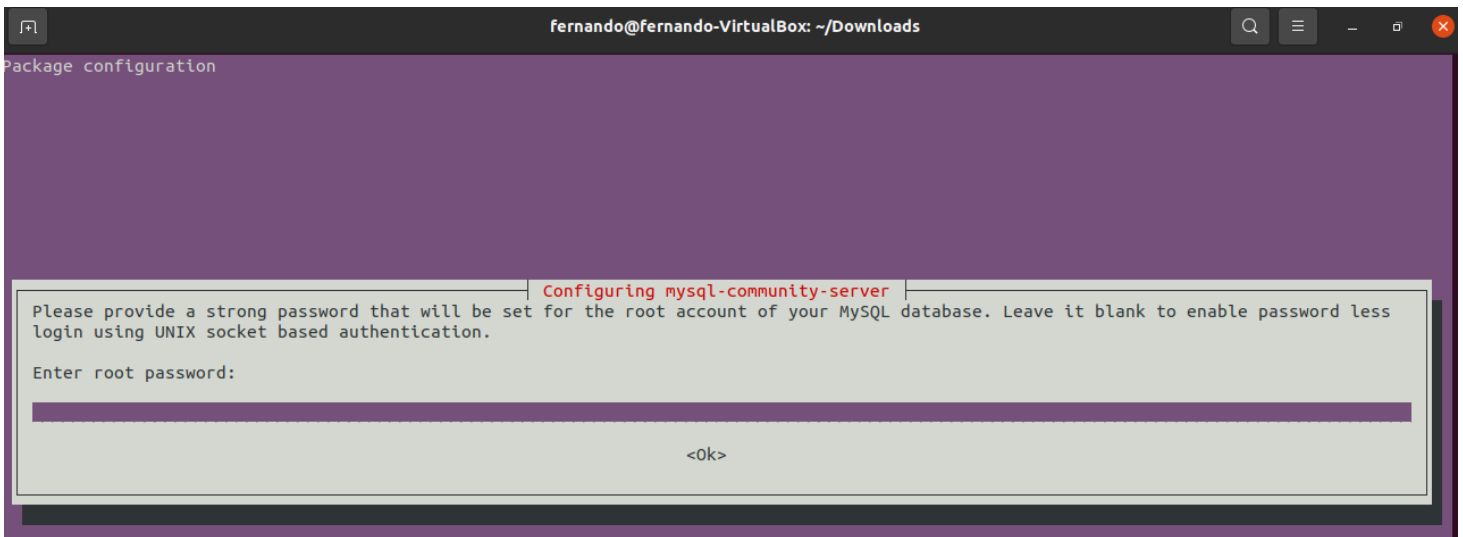 fernando@fernando-VirtualBox: ~/Downloads
Package configuration
Configuring mysql-community-server
Please provide a strong password that will be set for the root account of your MySQL database. Leave it blank to enable password less
login using UNIX socket based authentication.
Enter root password:
<Ok>